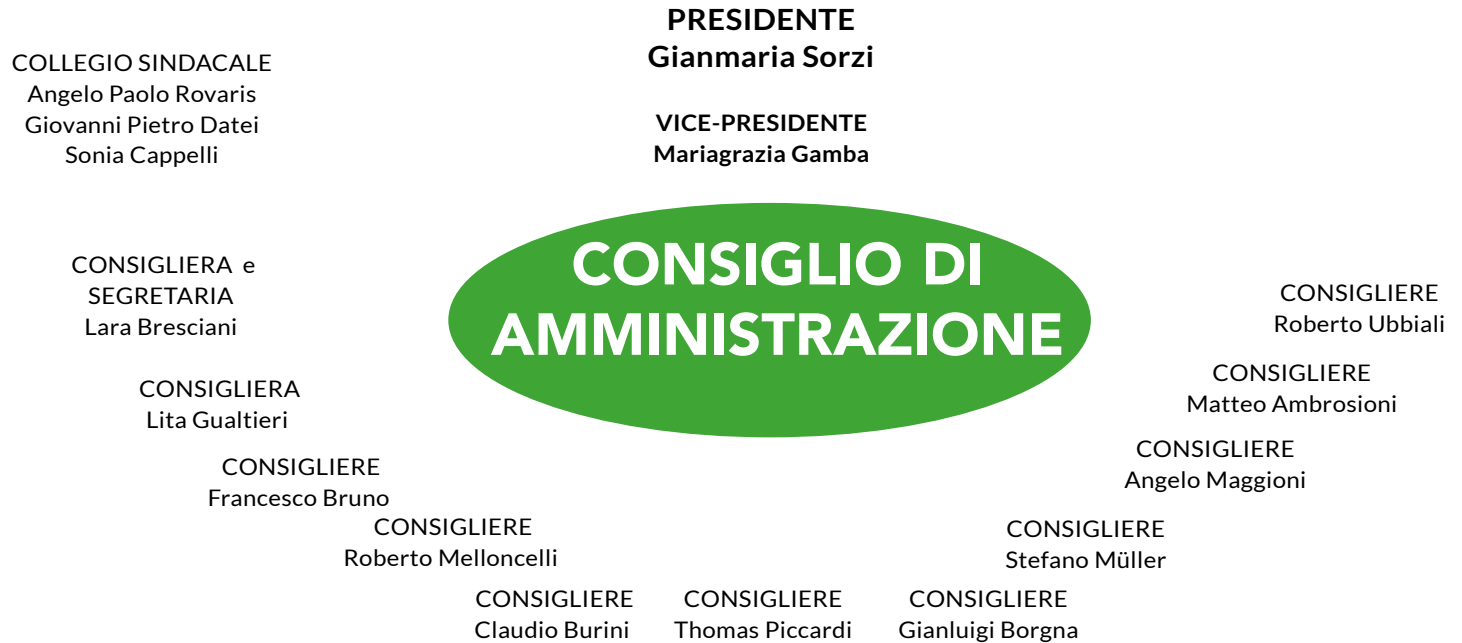 PRESIDENTE
Gianmaria Sorzi
COLLEGIO SINDACALE
Angelo Paolo Rovaris
Giovanni Pietro Datei
Sonia Cappelli
VICE-PRESIDENTE
Mariagrazia Gamba
CONSIGLIO DI
AMMINISTRAZIONE
CONSIGLIERA e
SEGRETARIA
Lara Bresciani
CONSIGLIERA
Lita Gualtieri
CONSIGLIERE
Francesco Bruno
CONSIGLIERE
Roberto Melloncelli
CONSIGLIERE
Claudio Burini
CONSIGLIERE
Thomas Piccardi
CONSIGLIERE
Gianluigi Borgna
CONSIGLIERE
Stefano Müller
CONSIGLIERE
Angelo Maggioni
CONSIGLIERE
Matteo Ambrosioni
CONSIGLIERE
Roberto Ubbiali